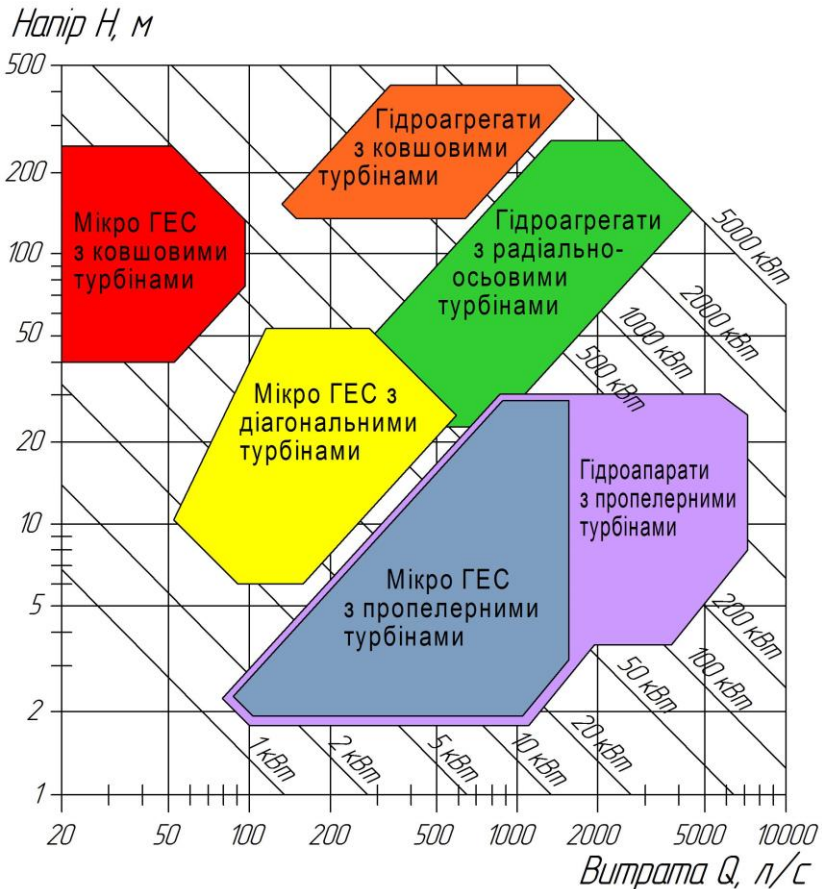 Напір Н, м
500
200
100
50
20
10
5
2
1
Гідроагрегати
з ковшовими
турбінами
Мікро ГЕС
з ковшовими
турбінами
Гідроагрегати
з радіально-
осьовими
турбінами
Мікро ГЕС з
діагональними
турбінами
Гідроапарати
з пропелерними
турбінами
Мікро ГЕС
з пропелерними
турбінами
5000 кВт
2000 кВт
1000 кВт
500 кВт
200 кВт
100 кВт
50 кВт
20 кВт
10 кВт
5 кВт
2 кВт
1 кВт
20 50 100 200 500 1000 2000 5000 10000
Витрата Q, л/с